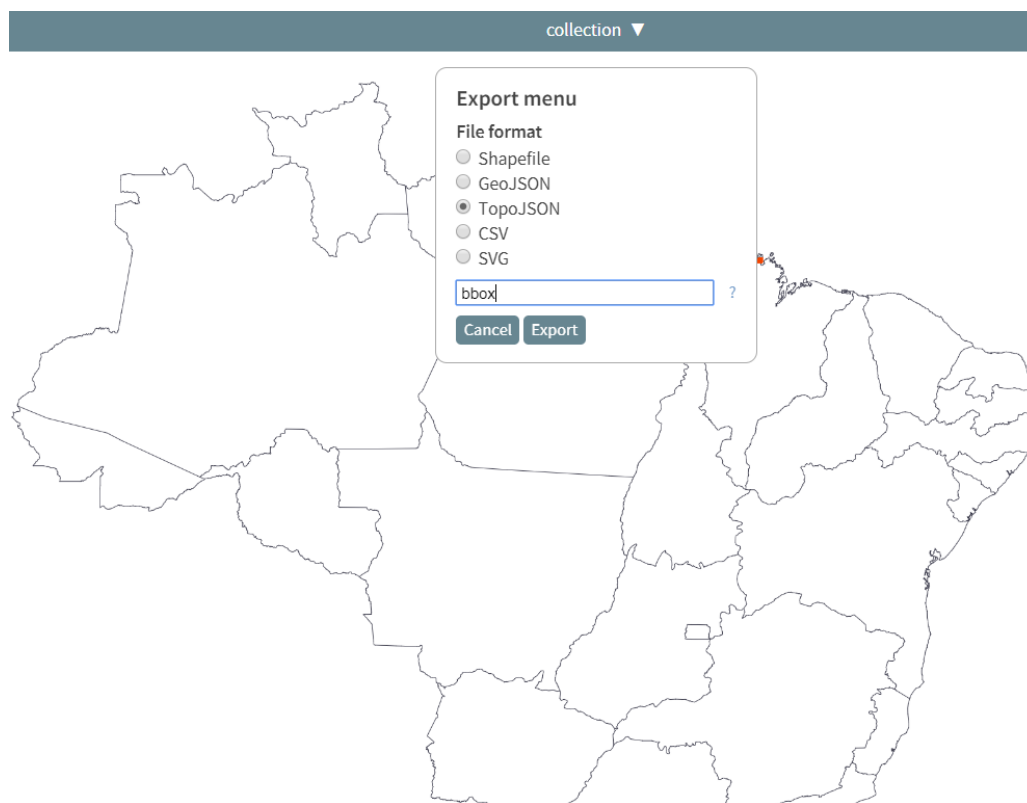 collection ▼
Export menu
File format
Shapefile
GeoJSON
TopoJSON
CSV
SVG
bbox
?
Cancel Export